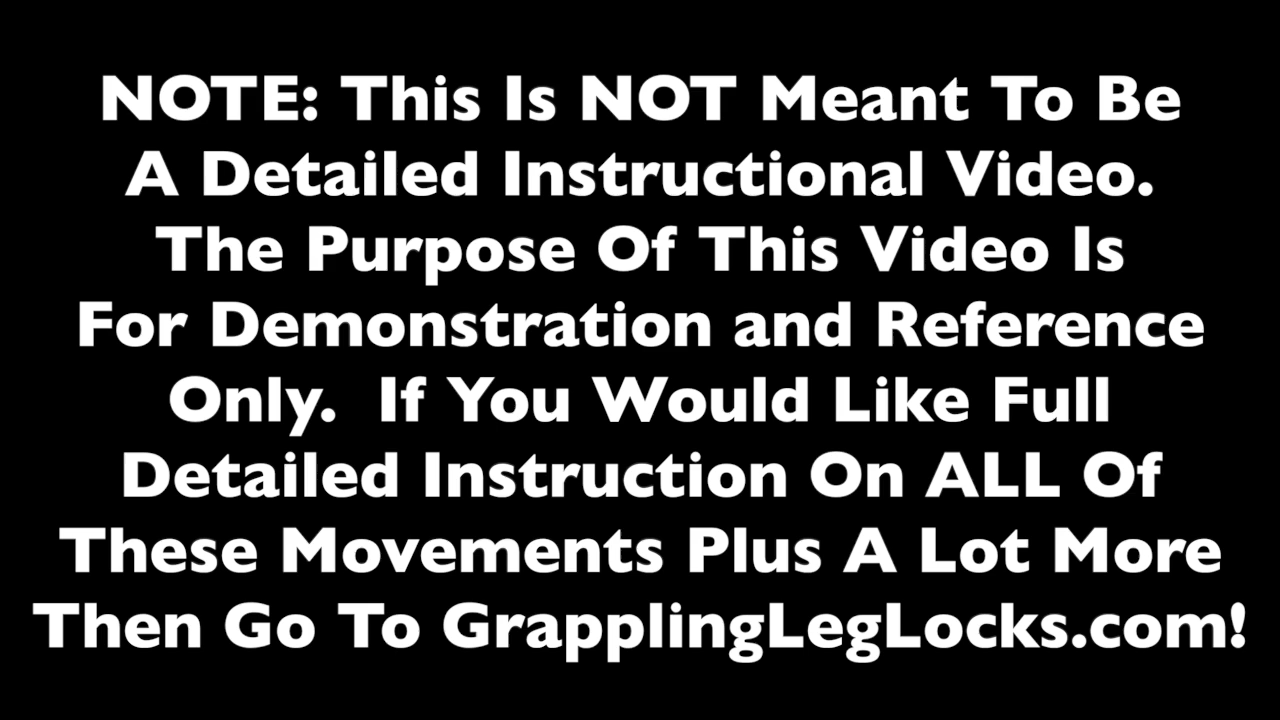 NOTE: This Is NOT Meant To Be
A Detailed Instructional Video.
The Purpose Of This Video Is
For Demonstration and Reference
Only.  If You Would Like Full
Detailed Instruction On ALL Of
These Movements Plus A Lot More
Then Go To GrapplingLegLocks.com!